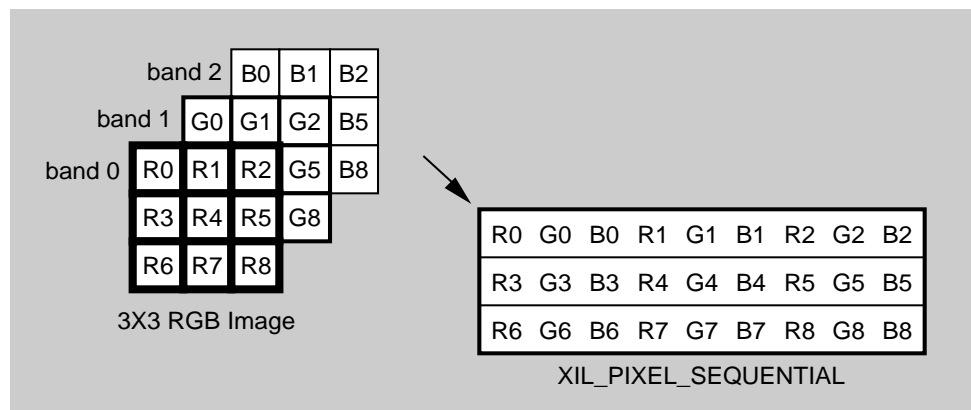 band 2 B0 B1 B2
band 1 G0 G1 G2 B5
band 0 R0 R1 R2 G5 B8
R3 R4 R5 G8
R6 R7 R8
3X3 RGB Image
R0 G0 B0 R1 G1 B1 R2 G2 B2
R3 G3 B3 R4 G4 B4 R5 G5 B5
R6 G6 B6 R7 G7 B7 R8 G8 B8
XIL_PIXEL_SEQUENTIAL